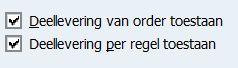 Deellevering van order toestaan
Deellevering per regel toestaan